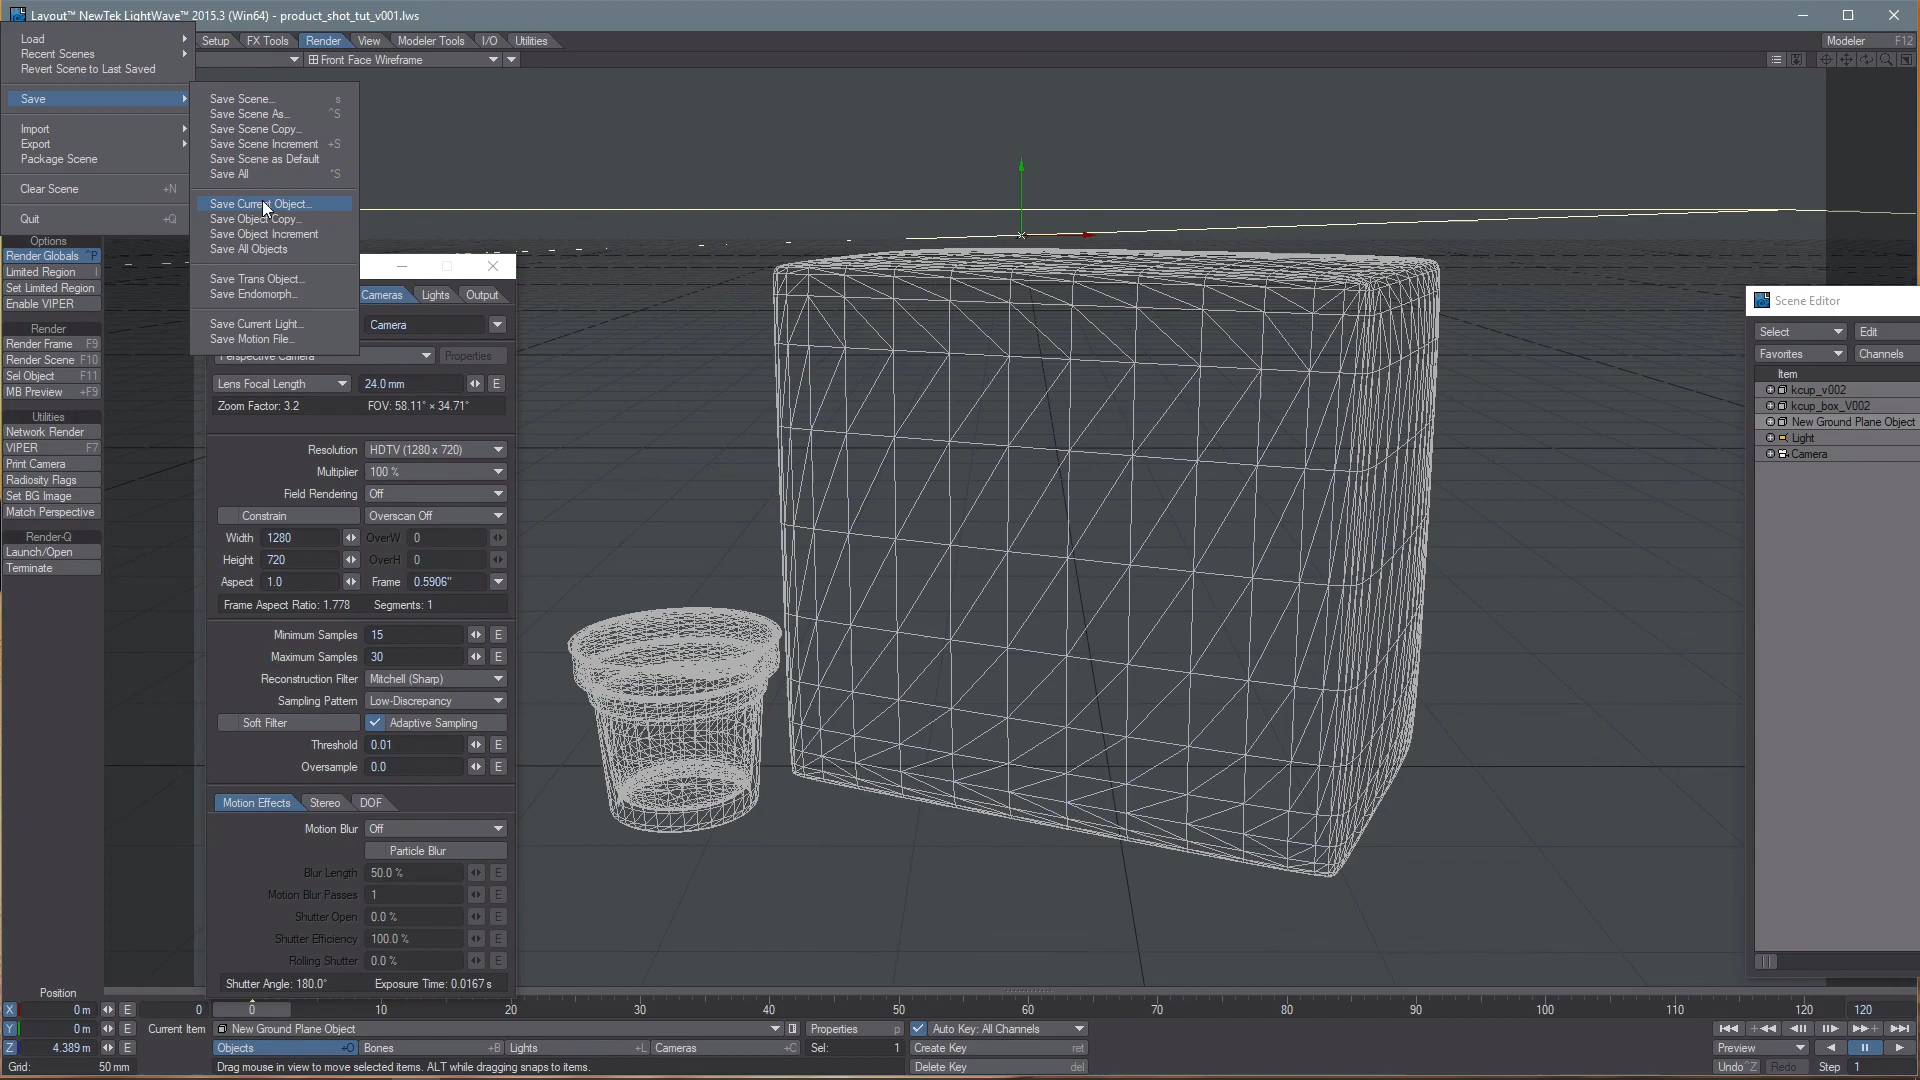 Layout™ NewTek LightWave™ 2015.3 (Win64) - product_shot_tut_v001.lws
Load
Recent Scenes
Revert Scene to Last Saved
Save
Import
Export
Package Scene
Clear Scene +N
Quit +Q
Setup FX Tools Render View Modeler Tools I/O Utilities
Modeler F12
Front Face Wireframe
Save Scene... s
Save Scene As... ^S
Save Scene Copy...
Save Scene Increment +S
Save Scene as Default
Save All ^S
Save Current Object...
Save Object Copy...
Save Object Increment
Save All Objects
Save Trans Object...
Save Endomorph...
Save Current Light...
Save Motion File...
Options
Render Globals ^P
Limited Region l
Set Limited Region
Enable VIPER
Render
Render Frame F9
Render Scene F10
Sel Object F11
MB Preview +F9
Utilities
Network Render
VIPER F7
Print Camera
Radiosity Flags
Set BG Image
Match Perspective
Render-Q
Launch/Open
Terminate
Cameras Lights Output
Camera
Perspective Camera Properties
Lens Focal Length 24.0 mm E
Zoom Factor: 3.2 FOV: 58.11° × 34.71°
Resolution HDTV (1280 x 720)
Multiplier 100 %
Field Rendering Off
Constrain Overscan Off
Width 1280 OverW 0
Height 720 OverH 0
Aspect 1.0 Frame 0.5906"
Frame Aspect Ratio: 1.778 Segments: 1
Minimum Samples 15 E
Maximum Samples 30 E
Reconstruction Filter Mitchell (Sharp)
Sampling Pattern Low-Discrepancy
Soft Filter Adaptive Sampling
Threshold 0.01 E
Oversample 0.0 E
Motion Effects Stereo DOF
Motion Blur Off
Particle Blur
Blur Length 50.0 % E
Motion Blur Passes 1 E
Shutter Open 0.0 % E
Shutter Efficiency 100.0 % E
Rolling Shutter 0.0 % E
Shutter Angle: 180.0° Exposure Time: 0.0167 s
Scene Editor
Select Edit
Favorites Channels
Item
kcup_v002
kcup_box_V002
New Ground Plane Object
Light
Camera
Position
X 0 m E 0 0 10 20 30 40 50 60 70 80 90 100 110 120 120
Y 0 m E Current Item New Ground Plane Object Properties p Auto Key: All Channels
Z 4.389 m E Objects +O Bones +B Lights +L Cameras +C Sel: 1 Create Key ret Preview
Grid: 50 mm Drag mouse in view to move selected items. ALT while dragging snaps to items. Delete Key del Undo ^Z Redo Step 1